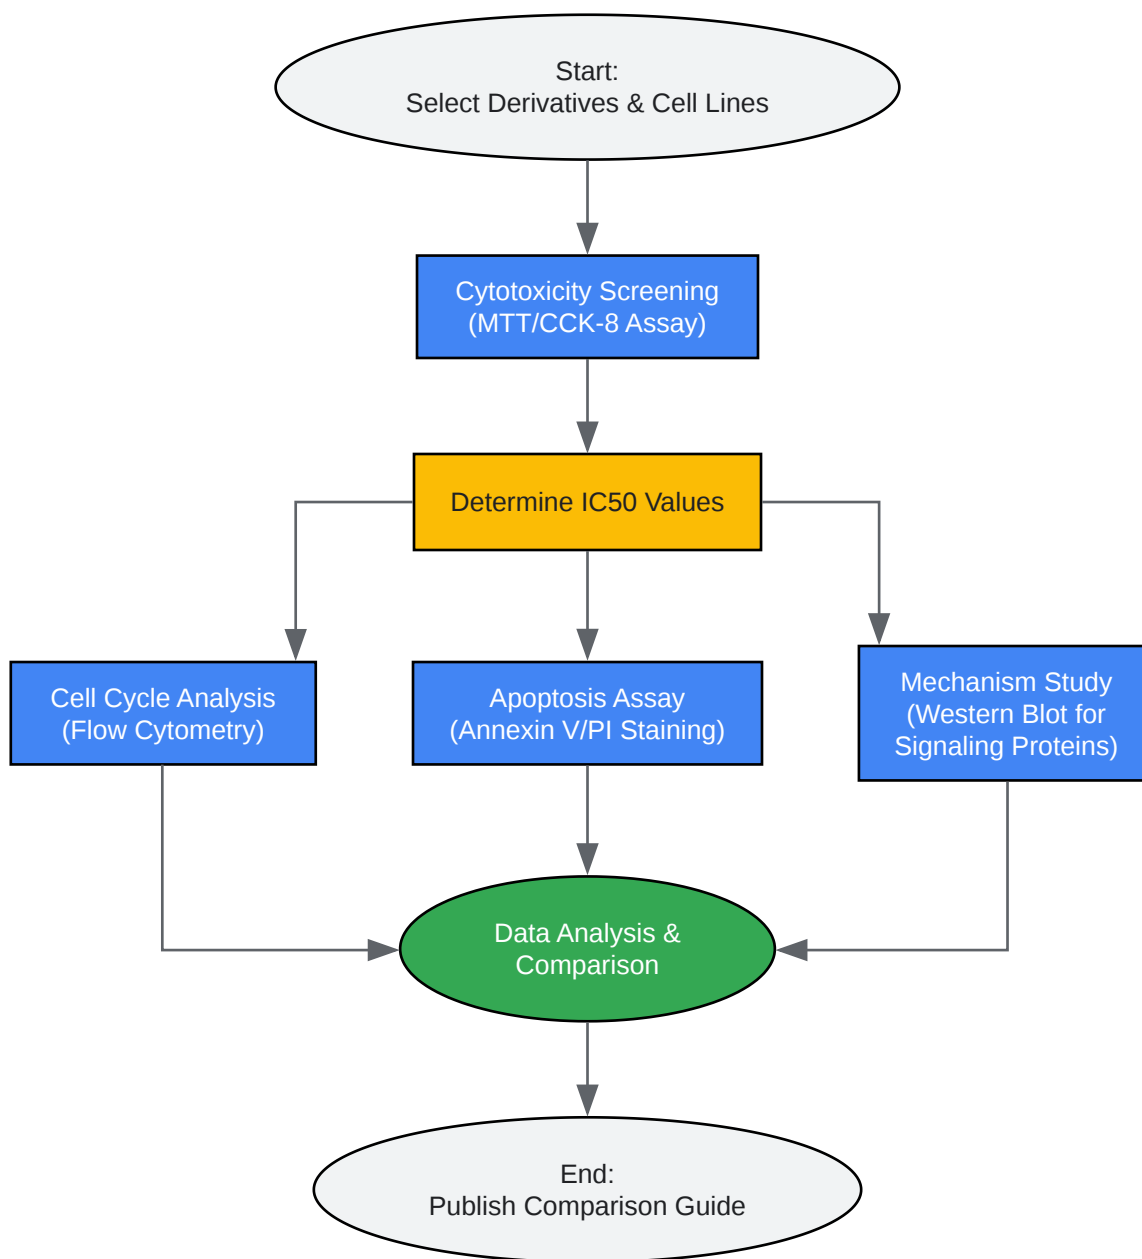 Start:
Select Derivatives & Cell Lines
Cytotoxicity Screening
(MTT/CCK-8 Assay)
Determine IC50 Values
Cell Cycle Analysis
(Flow Cytometry)
Apoptosis Assay
(Annexin V/PI Staining)
Mechanism Study
(Western Blot for
Signaling Proteins)
Data Analysis &
Comparison
End:
Publish Comparison Guide